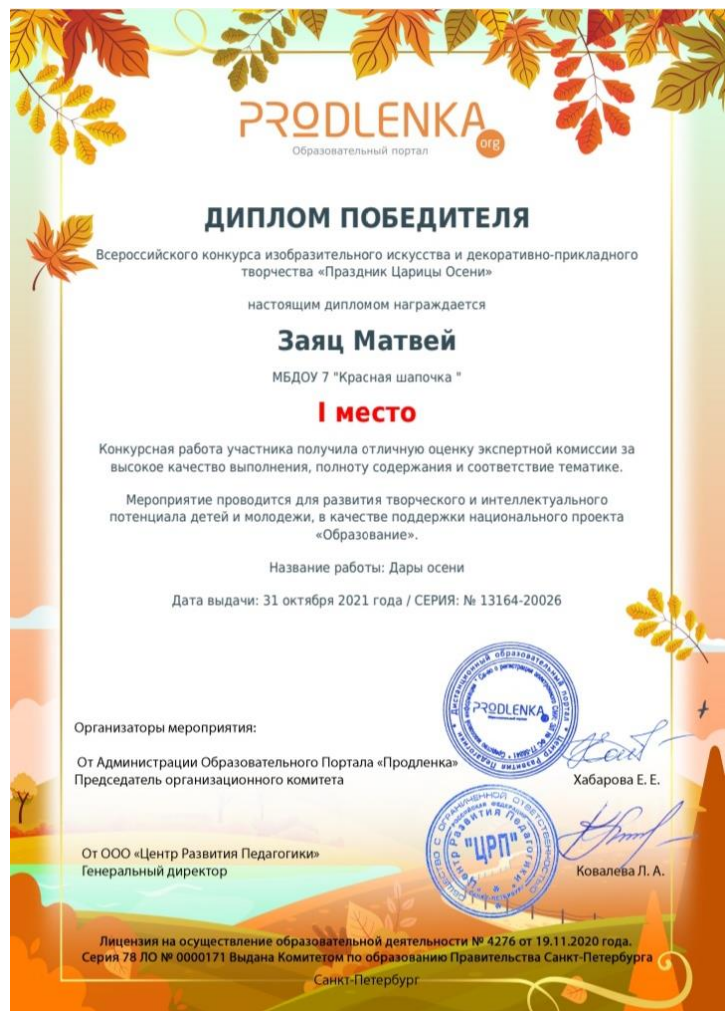 PRODLENKA
org
Образовательный портал
ДИПЛОМ ПОБЕДИТЕЛЯ
Всероссийского конкурса изобразительного искусства и декоративно-прикладного
творчества «Праздник Царицы Осени»
настоящим дипломом награждается
Заяц Матвей
МБДОУ 7 "Красная шапочка "
I место
Конкурсная работа участника получила отличную оценку экспертной комиссии за
высокое качество выполнения, полноту содержания и соответствие тематике.
Мероприятие проводится для развития творческого и интеллектуального
потенциала детей и молодежи, в качестве поддержки национального проекта
«Образование».
Название работы: Дары осени
Дата выдачи: 31 октября 2021 года / СЕРИЯ: № 13164-20026
Дистанционный образовательный портал
PRODLENKA
Организаторы мероприятия:
От Администрации Образовательного Портала «Продленка»
Председатель организационного комитета
Хабарова Е. Е.
Центр Развития Педагогики
"ЦРП"
От ООО «Центр Развития Педагогики»
Генеральный директор
Ковалева Л. А.
Лицензия на осуществление образовательной деятельности № 4276 от 19.11.2020 года.
Серия 78 ЛО № 0000171 Выдана Комитетом по образованию Правительства Санкт-Петербурга
Санкт-Петербург